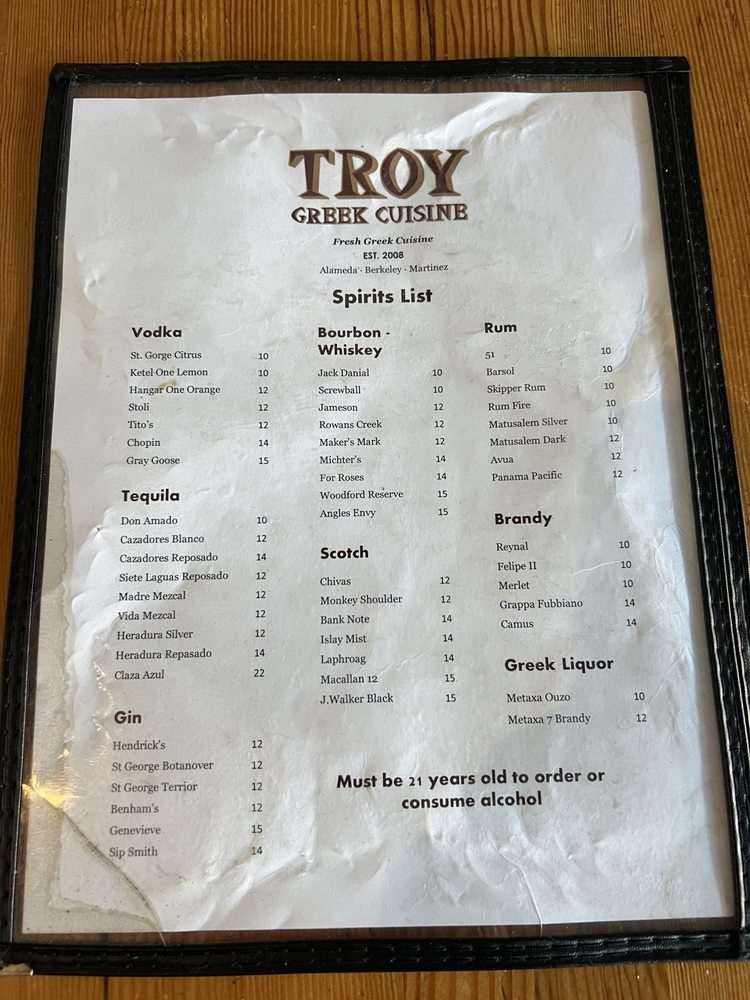 TROY
GREEK CUISINE
Fresh Greek Cuisine
EST. 2008
Alameda · Berkeley · Martinez
Spirits List
Vodka
St. Gorge Citrus 10
Ketel One Lemon 10
Hangar One Orange 12
Stoli 12
Tito's 12
Chopin 14
Gray Goose 15
Tequila
Don Amado 10
Cazadores Blanco 12
Cazadores Reposado 14
Siete Laguas Reposado 12
Madre Mezcal 12
Vida Mezcal 12
Heradura Silver 12
Heradura Repasado 14
Claza Azul 22
Gin
Hendrick's 12
St George Botanover 12
St George Terrior 12
Benham's 12
Genevieve 15
Sip Smith 14
Bourbon -
Whiskey
Jack Danial 10
Screwball 10
Jameson 12
Rowans Creek 12
Maker's Mark 12
Michter's 14
For Roses 14
Woodford Reserve 15
Angles Envy 15
Scotch
Chivas 12
Monkey Shoulder 12
Bank Note 14
Islay Mist 14
Laphroag 14
Macallan 12 15
J.Walker Black 15
Rum
51 10
Barsol 10
Skipper Rum 10
Rum Fire 10
Matusalem Silver 10
Matusalem Dark 12
Avua 12
Panama Pacific 12
Brandy
Reynal 10
Felipe II 10
Merlet 10
Grappa Fubbiano 14
Camus 14
Greek Liquor
Metaxa Ouzo 10
Metaxa 7 Brandy 12
Must be 21 years old to order or
consume alcohol